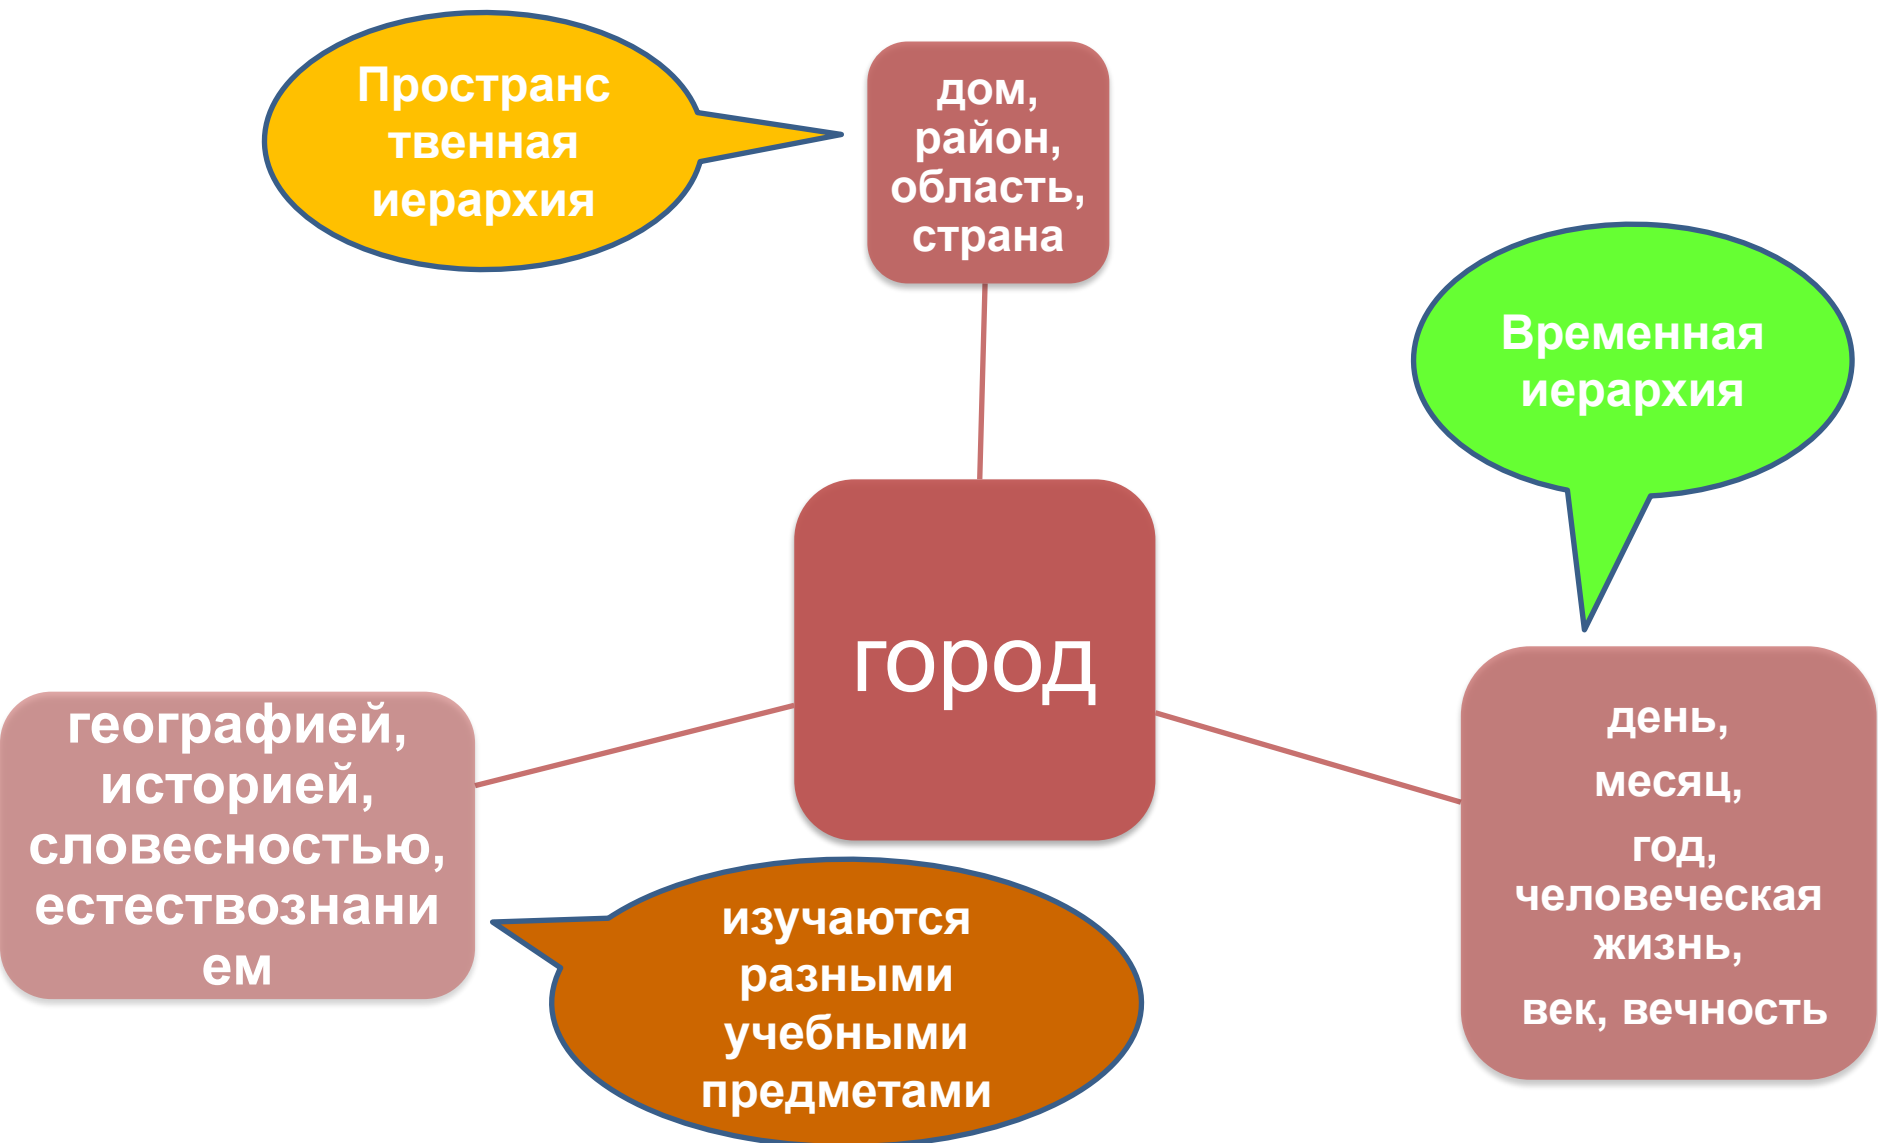 Пространс
твенная
иерархия
дом,
район,
область,
страна
Временная
иерархия
город
географией,
историей,
словесностью,
естествознани
ем
изучаются
разными
учебными
предметами
день,
месяц,
год,
человеческая
жизнь,
век, вечность